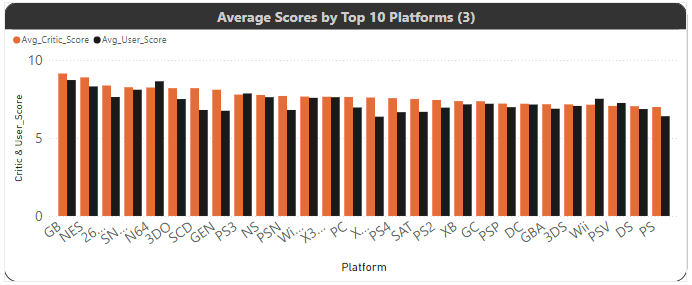 Average Scores by Top 10 Platforms (3)
Avg_Critic_Score Avg_User_Score
10
5
0
Critic & User_Score
GB NES 26... SN... N64 3DO SCD GEN PS3 NS PSN Wi... X3... PC X... PS4 SAT PS2 XB GC PSP DC GBA 3DS Wii PSV DS PS
Platform